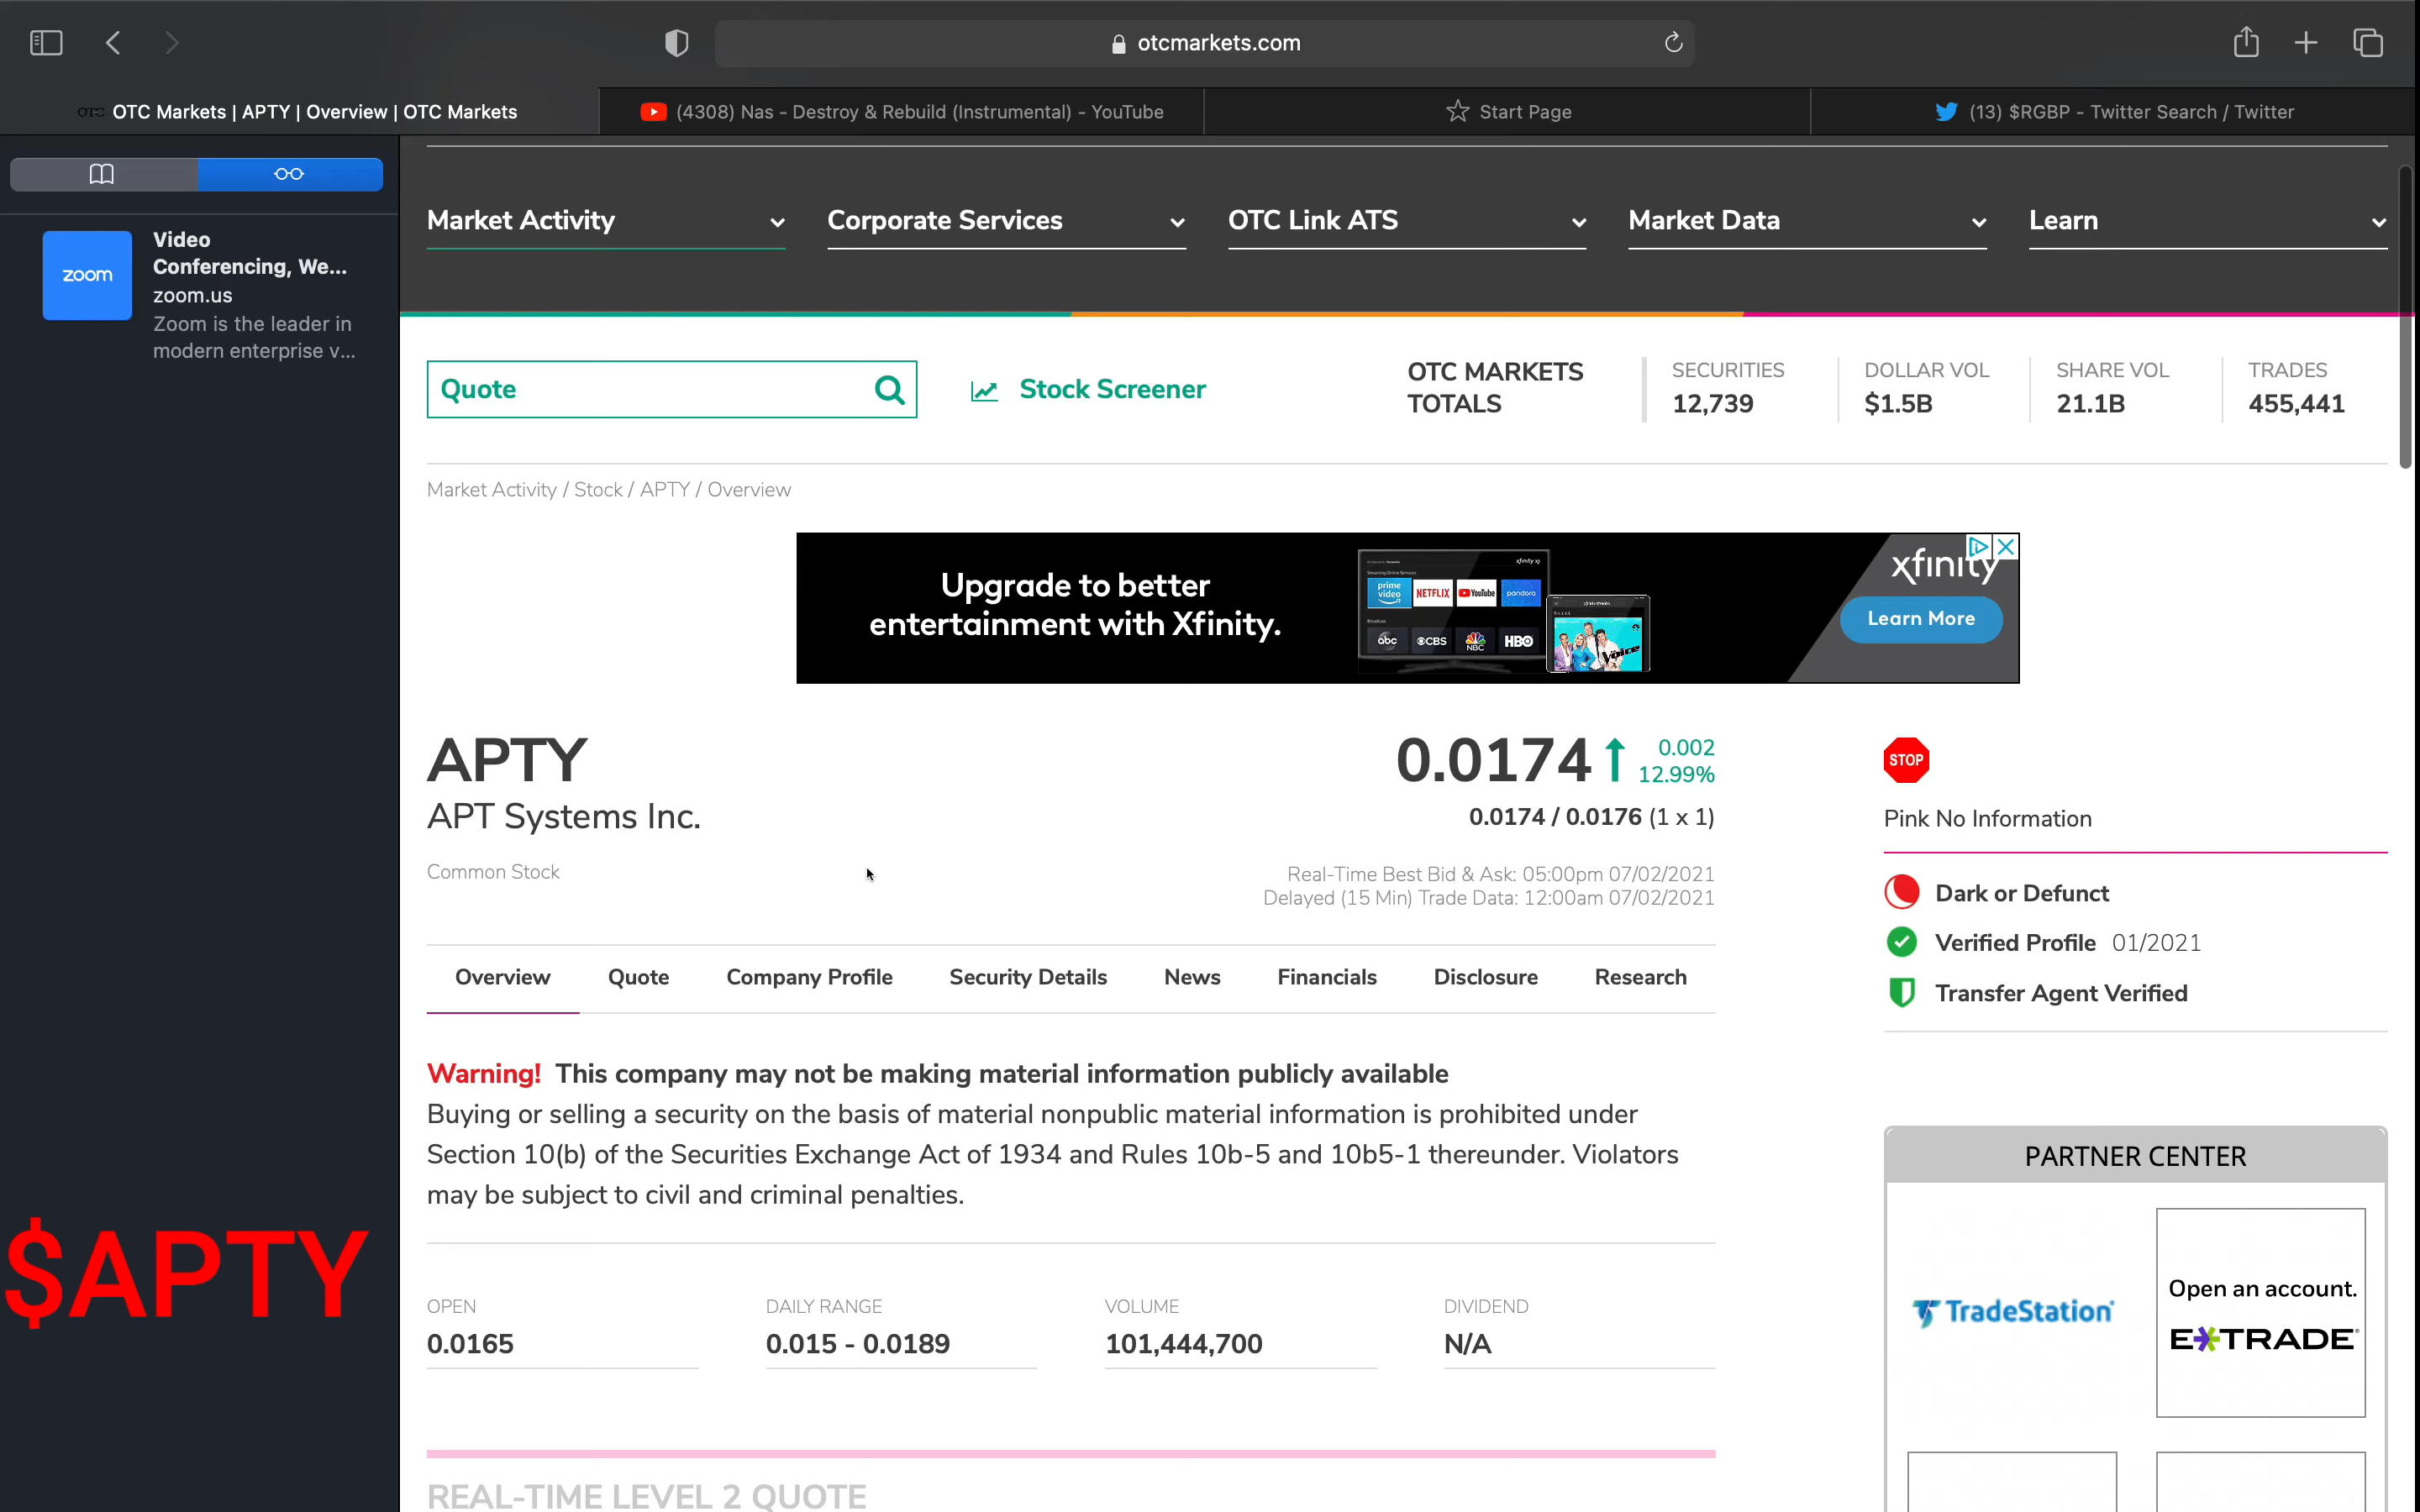 otcmarkets.com
OTC Markets | APTY | Overview | OTC Markets
(4308) Nas - Destroy & Rebuild (Instrumental) - YouTube
Start Page
(13) $RGBP - Twitter Search / Twitter
zoom
Video
Conferencing, We...
zoom.us
Zoom is the leader in
modern enterprise v...
Market Activity
Corporate Services
OTC Link ATS
Market Data
Learn
Quote
Stock Screener
OTC MARKETS
TOTALS
SECURITIES
12,739
DOLLAR VOL
$1.5B
SHARE VOL
21.1B
TRADES
455,441
Market Activity / Stock / APTY / Overview
Upgrade to better
entertainment with Xfinity.
prime video
NETFLIX
YouTube
pandora
abc
CBS
NBC
HBO
Voice
xfinity
Learn More
APTY
APT Systems Inc.
Common Stock
0.0174
0.002
12.99%
0.0174 / 0.0176 (1 x 1)
Real-Time Best Bid & Ask: 05:00pm 07/02/2021
Delayed (15 Min) Trade Data: 12:00am 07/02/2021
STOP
Pink No Information
Dark or Defunct
Verified Profile 01/2021
Transfer Agent Verified
Overview
Quote
Company Profile
Security Details
News
Financials
Disclosure
Research
Warning! This company may not be making material information publicly available
Buying or selling a security on the basis of material nonpublic material information is prohibited under
Section 10(b) of the Securities Exchange Act of 1934 and Rules 10b-5 and 10b5-1 thereunder. Violators
may be subject to civil and criminal penalties.
PARTNER CENTER
TradeStation
Open an account.
E*TRADE
$APTY
OPEN
0.0165
DAILY RANGE
0.015 - 0.0189
VOLUME
101,444,700
DIVIDEND
N/A
REAL-TIME LEVEL 2 QUOTE